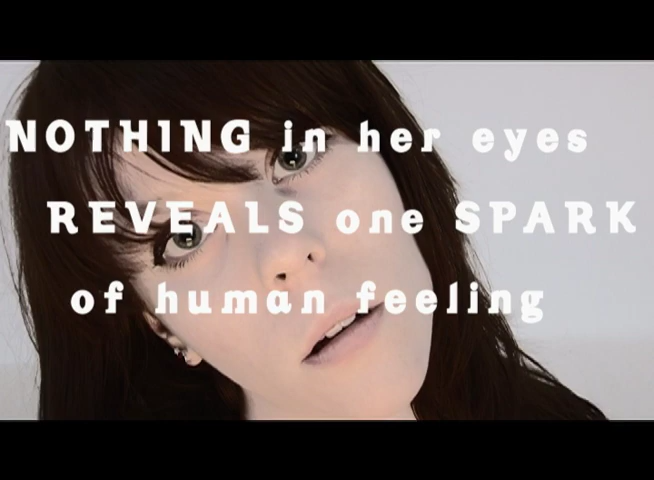 NOTHING in her eyes
REVEALS one SPARK
of human feeling